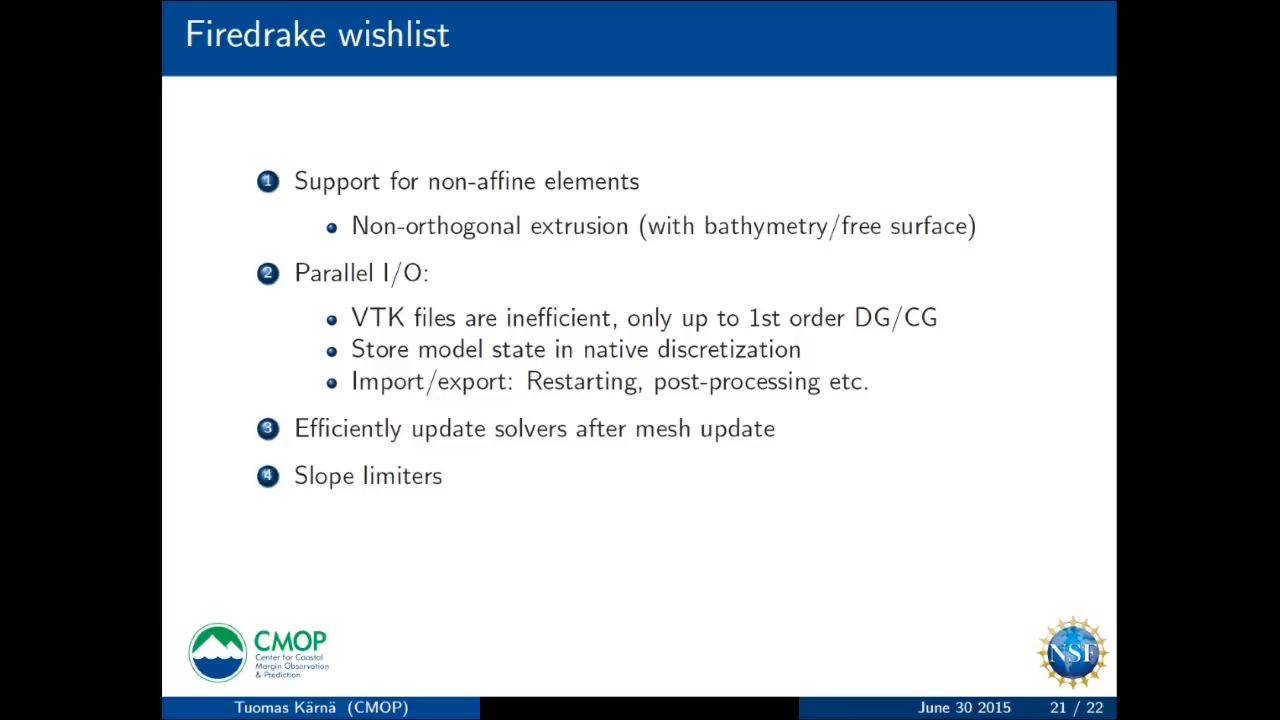 Firedrake wishlist
1 Support for non-affine elements
Non-orthogonal extrusion (with bathymetry/free surface)
2 Parallel I/O:
VTK files are inefficient, only up to 1st order DG/CG
Store model state in native discretization
Import/export: Restarting, post-processing etc.
3 Efficiently update solvers after mesh update
4 Slope limiters
CMOP
Center for Coastal
Margin Observation
& Prediction
NSF
Tuomas Kärnä (CMOP) June 30 2015 21 / 22